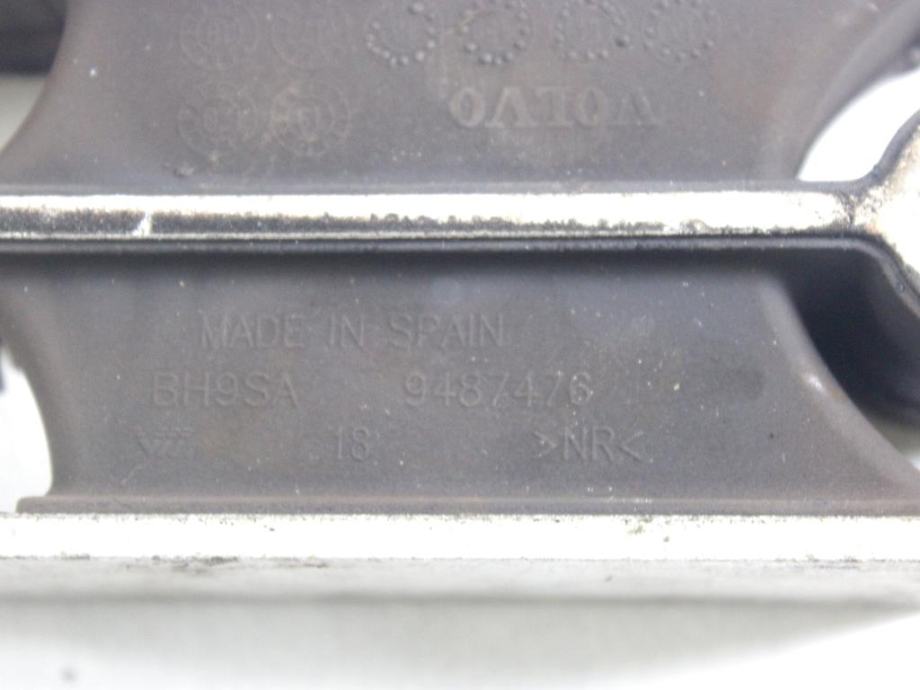 VOLVO
MADE IN SPAIN
BH9SA 9487476
18 >NR<